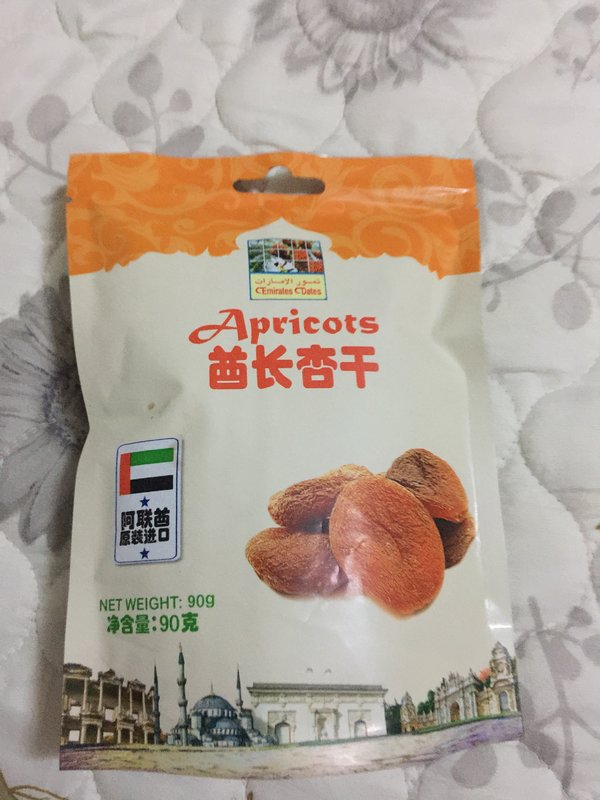 تمور الإمارات
Emirates Dates
Apricots
酋长杏干
阿联酋
原装进口
NET WEIGHT: 90g
净含量:90克